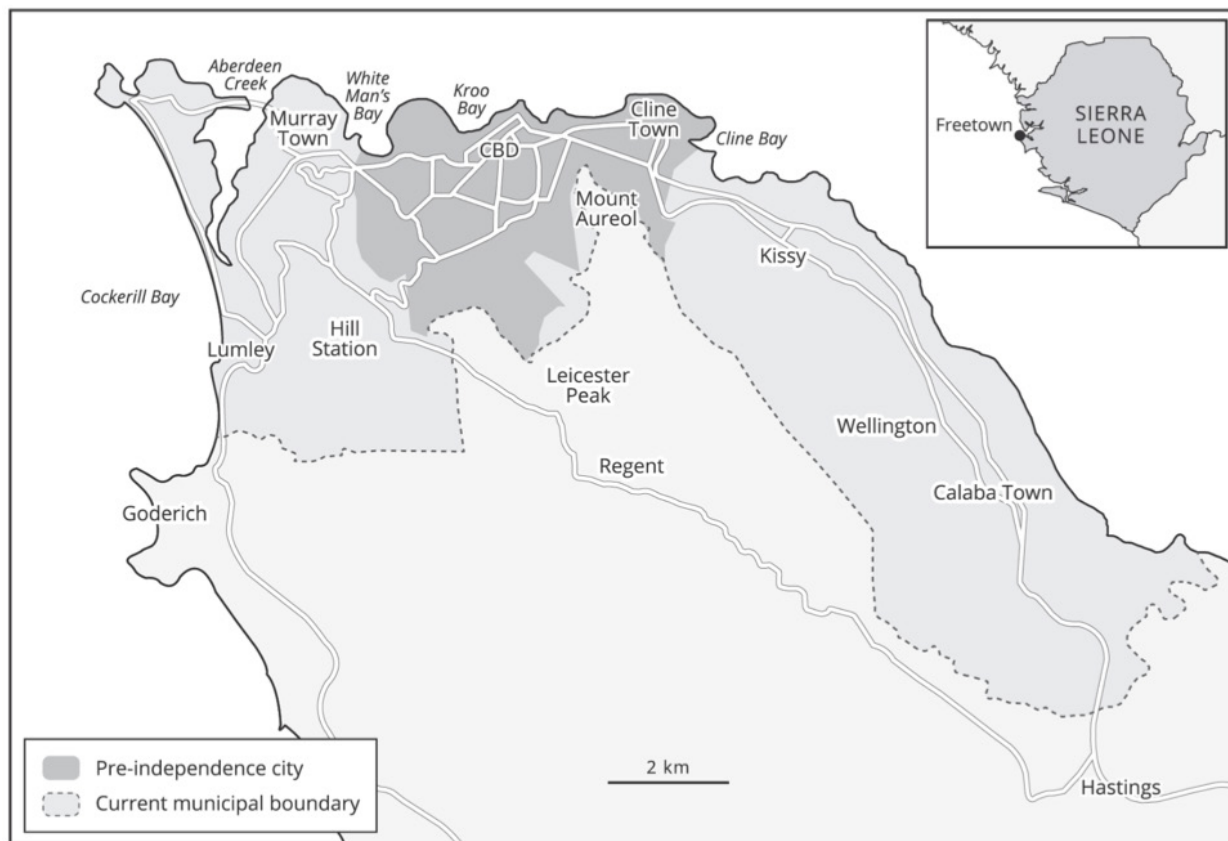 Aberdeen
Creek
White
Man's
Bay
Kroo
Bay
Murray
Town
CBD
Cline
Town
Cline Bay
Mount
Aureol
Kissy
Cockerill Bay
Lumley
Hill
Station
Leicester
Peak
Wellington
Regent
Calaba Town
Goderich
Hastings
Freetown
SIERRA
LEONE
Pre-independence city
Current municipal boundary
2 km